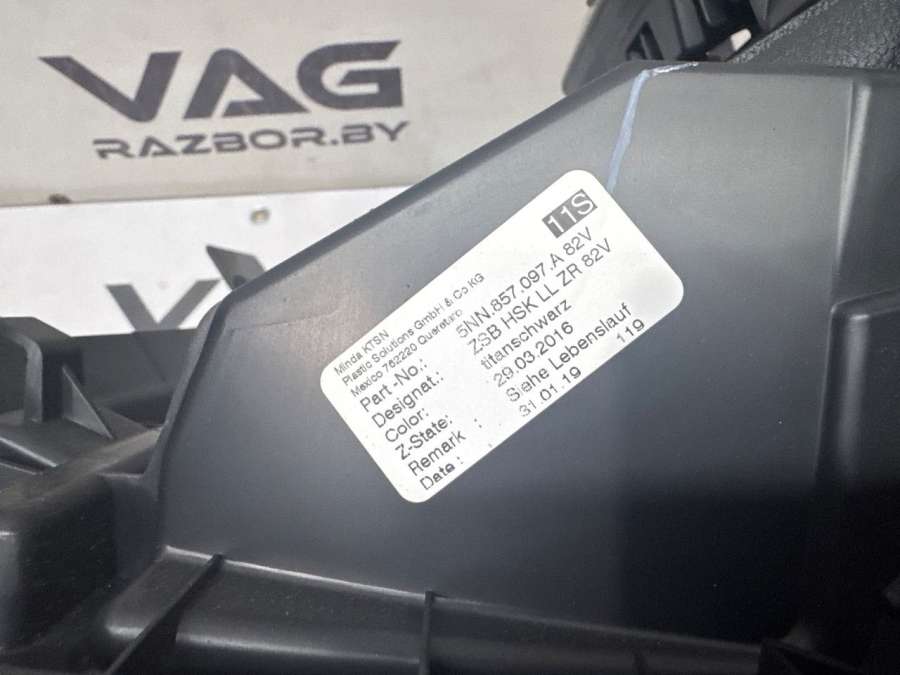 VAG
RAZBOR.BY
11S
Minda KTSN
Plastic Solutions GmbH & Co.KG
Mexico 762220 Queretaro
Part.-No.: 5NN.857.097.A 82V
Designat.: ZSB HSK LL ZR 82V
Color: titanschwarz
Z-State: 29.03.2016
Remark : Siehe Lebenslauf
Date : 31.01.19 119